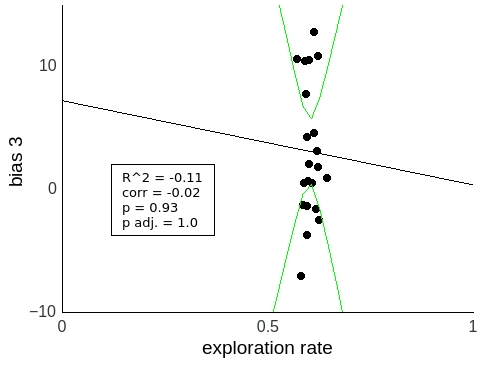 10
0
−10
bias 3
R^2 = -0.11
corr = -0.02
p = 0.93
p adj. = 1.0
0
0.5
1
exploration rate